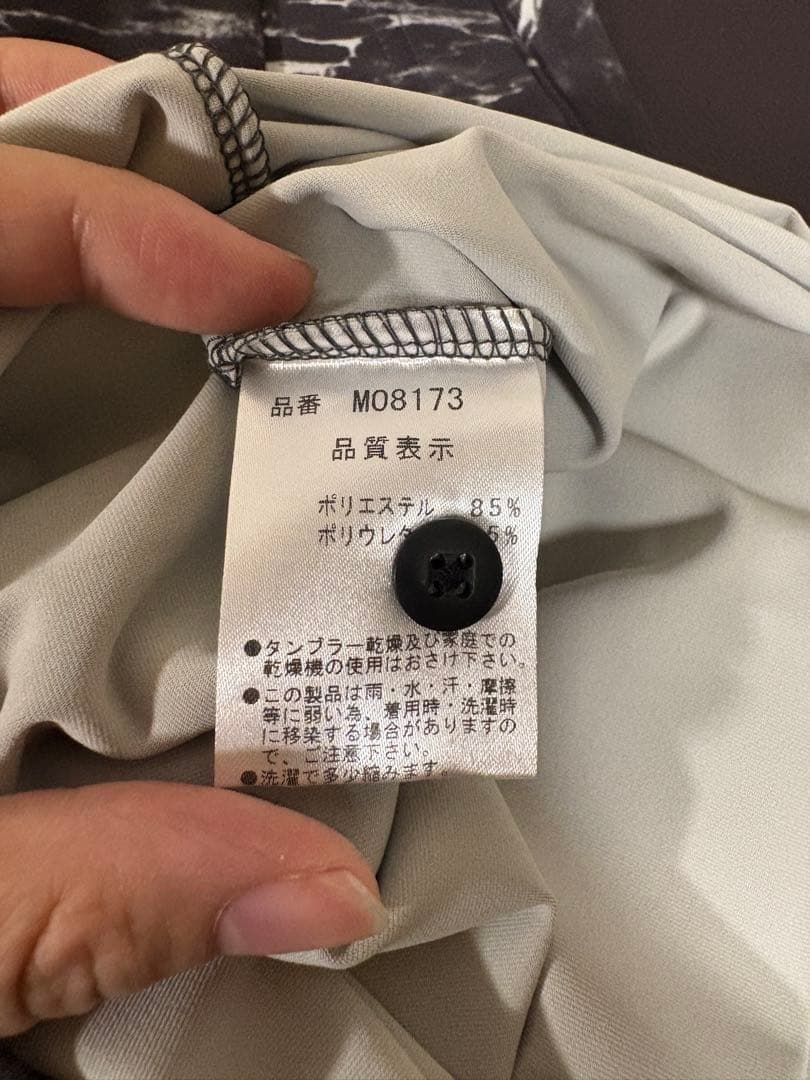 品番 M08173
品質表示
ポリエステル 85%
ポリウレタ 5%
●タンブラー乾燥及び家庭での
乾燥機の使用はおさけ下さい。
●この製品は雨・水・汗・摩擦
等に弱い為、着用時・洗濯時
に移染する場合がありますの
で、ご注意下さい。
●洗濯で多少縮みます。